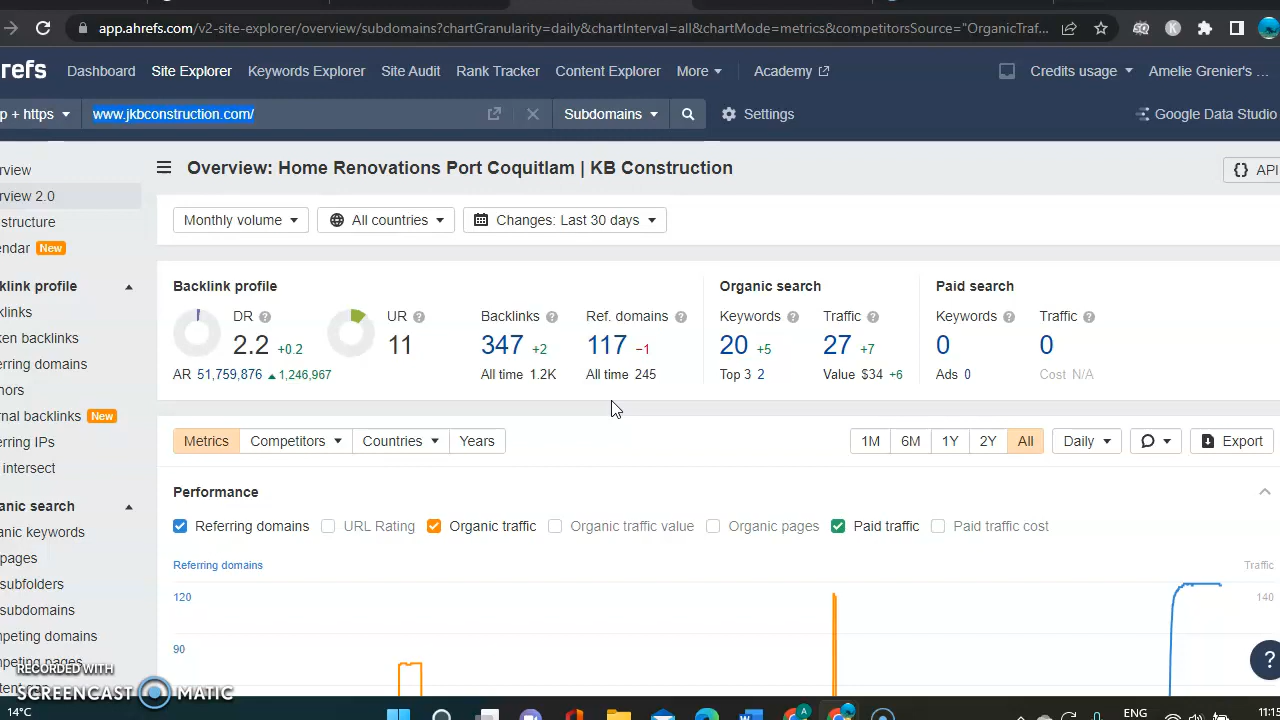 app.ahrefs.com/v2-site-explorer/overview/subdomains?chartGranularity=daily&chartInterval=all&chartMode=metrics&competitorsSource="OrganicTraf...
refs Dashboard Site Explorer Keywords Explorer Site Audit Rank Tracker Content Explorer More Academy Credits usage Amelie Grenier's ...
p + https www.jkbconstruction.com/ Subdomains Settings Google Data Studio
rview
Overview: Home Renovations Port Coquitlam | KB Construction
{} API
rview 2.0
structure
Monthly volume All countries Changes: Last 30 days
endar New
klink profile
klinks
ken backlinks
erring domains
hors
rnal backlinks New
erring IPs
intersect
anic search
anic keywords
pages
subfolders
subdomains
mpeting domains
mpeting pages
Backlink profile Organic search Paid search
DR UR Backlinks Ref. domains Keywords Traffic Keywords Traffic
2.2 +0.2 11 347 +2 117 −1 20 +5 27 +7 0 0
AR 51,759,876 1,246,967 All time 1.2K All time 245 Top 3 2 Value $34 +6 Ads 0 Cost N/A
Metrics Competitors Countries Years 1M 6M 1Y 2Y All Daily Export
Performance
Referring domains URL Rating Organic traffic Organic traffic value Organic pages Paid traffic Paid traffic cost
Referring domains Traffic
120 140
90
?
RECORDED WITH
SCREENCAST MATIC
14°C ENG 11:15